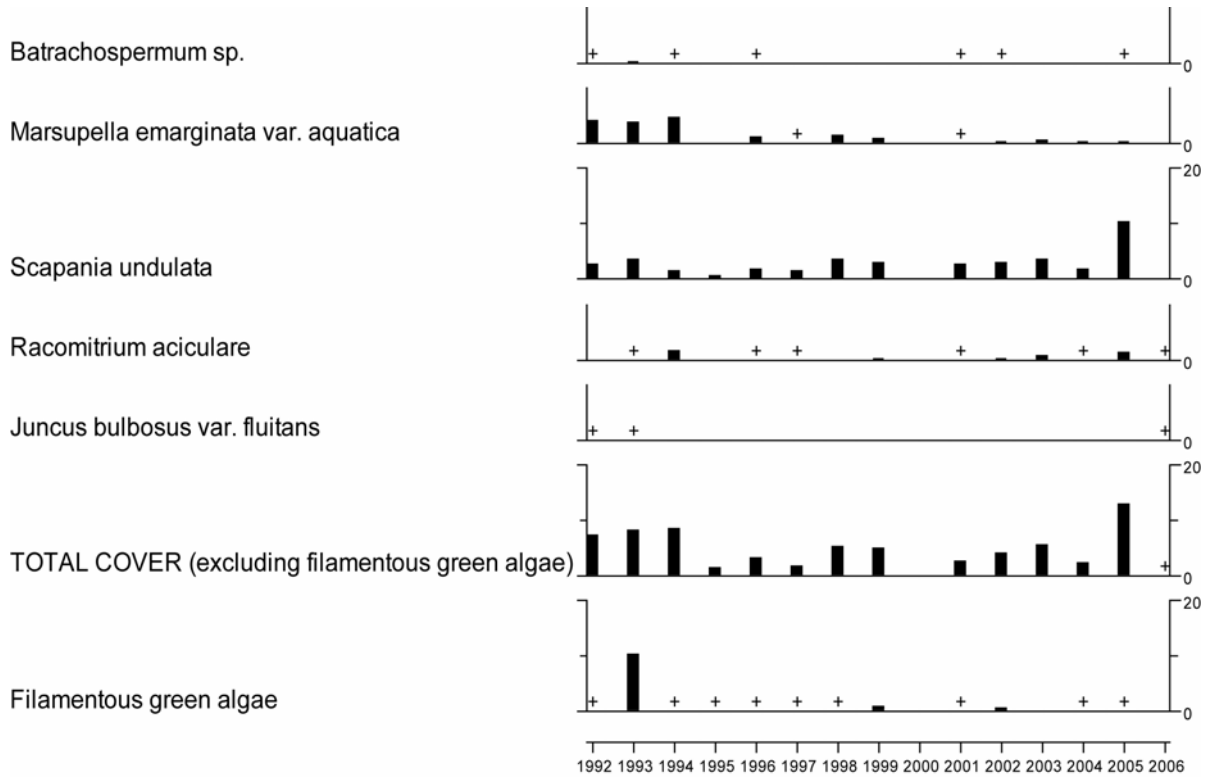 Batrachospermum sp.
+ + + + + +
0
Marsupella emarginata var. aquatica
+ +
0
20
Scapania undulata
0
Racomitrium aciculare
+ + + + + +
0
Juncus bulbosus var. fluitans
+ + +
0
20
TOTAL COVER (excluding filamentous green algae)
+
0
20
Filamentous green algae
+ + + + + + + + +
0
1992 1993 1994 1995 1996 1997 1998 1999 2000 2001 2002 2003 2004 2005 2006